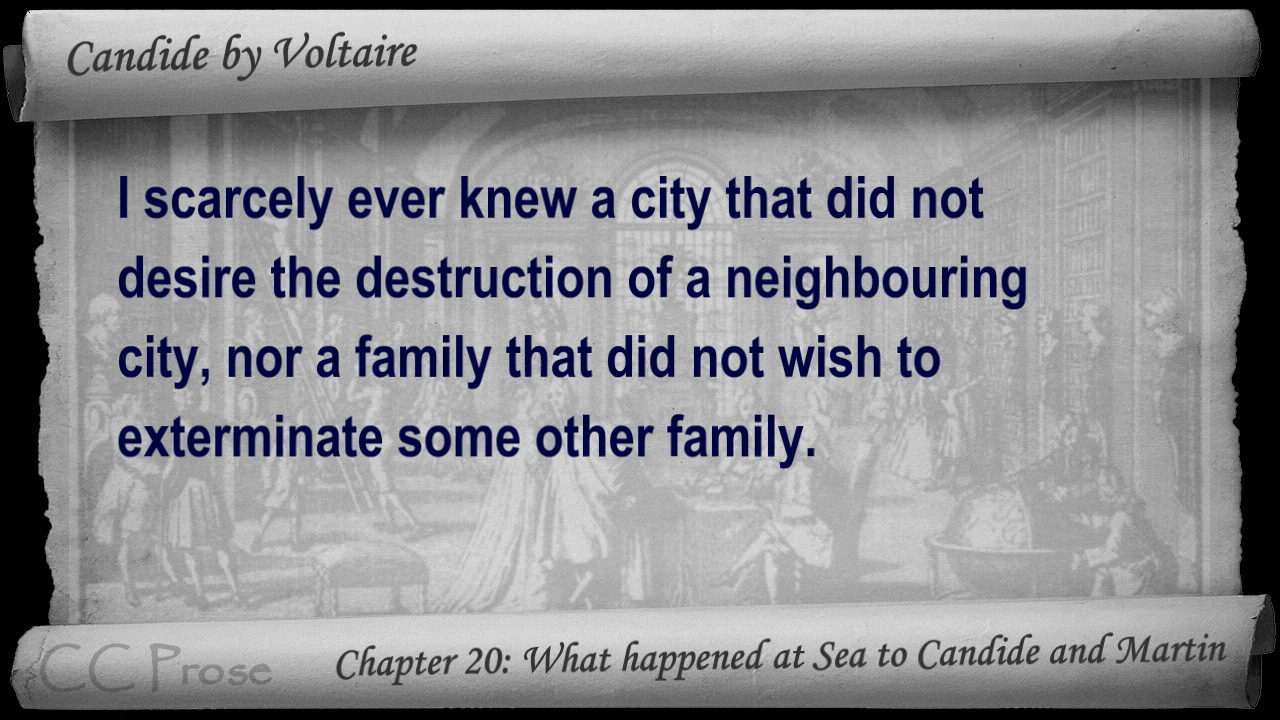 Candide by Voltaire
I scarcely ever knew a city that did not
desire the destruction of a neighbouring
city, nor a family that did not wish to
exterminate some other family.
CC Prose
Chapter 20: What happened at Sea to Candide and Martin